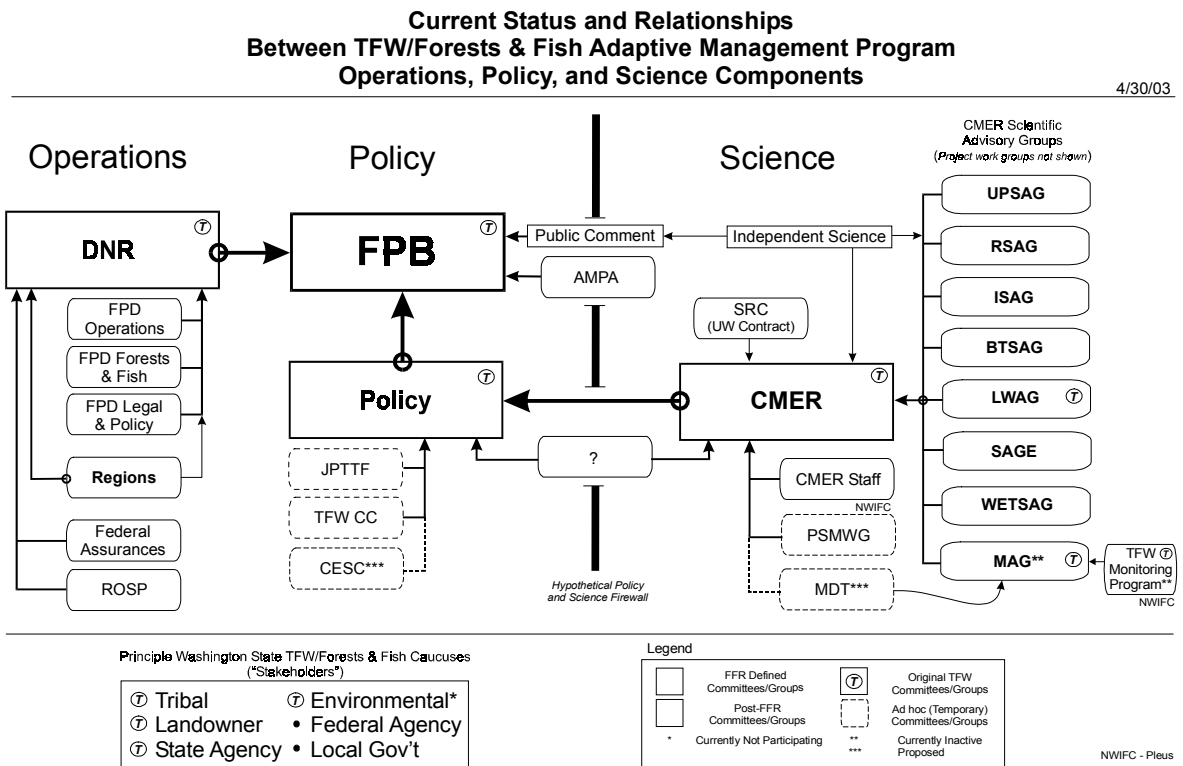 Current Status and Relationships
Between TFW/Forests & Fish Adaptive Management Program
Operations, Policy, and Science Components
4/30/03
Operations
Policy
Science
CMER Scientific
Advisory Groups
(Project work groups not shown)
DNR
T
FPB
T
Public Comment
Independent Science
AMPA
FPD
Operations
FPD Forests
& Fish
FPD Legal
& Policy
Regions
Federal
Assurances
ROSP
Policy
T
JPTTF
TFW CC
CESC***
?
Hypothetical Policy
and Science Firewall
SRC
(UW Contract)
CMER
T
CMER Staff
NWIFC
PSMWG
MDT***
UPSAG
RSAG
ISAG
BTSAG
LWAG T
SAGE
WETSAG
MAG** T
TFW T
Monitoring
Program**
NWIFC
Principle Washington State TFW/Forests & Fish Caucuses
("Stakeholders")
T Tribal
T Landowner
T State Agency
T Environmental*
• Federal Agency
• Local Gov't
Legend
FFR Defined
Committees/Groups
T Original TFW
Committees/Groups
Post-FFR
Committees/Groups
Ad hoc (Temporary)
Committees/Groups
* Currently Not Participating
** Currently Inactive
*** Proposed
NWIFC - Pleus